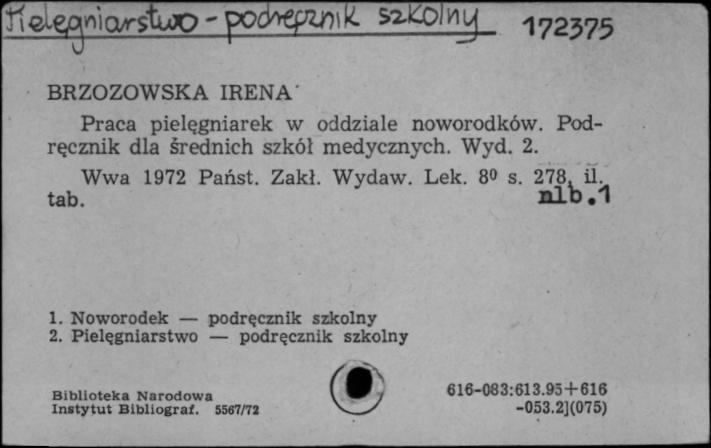 Pielęgniarstwo - podręcznik szkolny 172375
BRZOZOWSKA IRENA
Praca pielęgniarek w oddziale noworodków. Pod-
ręcznik dla średnich szkół medycznych. Wyd. 2.
Wwa 1972 Państ. Zakł. Wydaw. Lek. 8⁰ s. 278, il.
tab. nlb.1
1. Noworodek — podręcznik szkolny
2. Pielęgniarstwo — podręcznik szkolny
Biblioteka Narodowa 616-083:613.95+616
Instytut Bibliograf. 5567/72 -053.2](075)